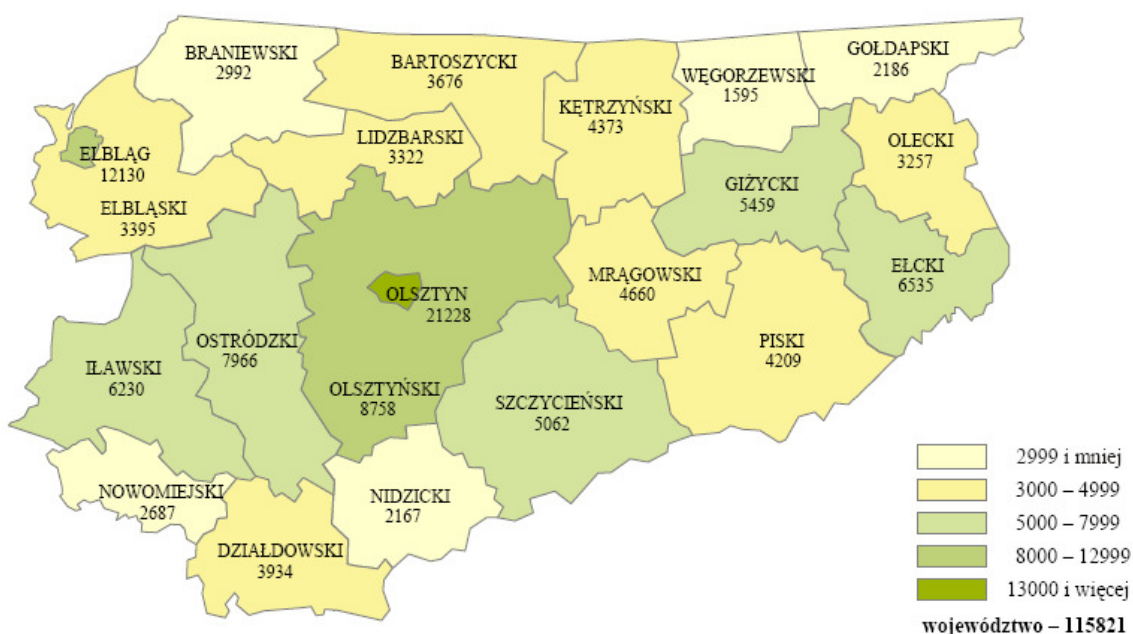 BRANIEWSKI
2992
BARTOSZYCKI
3676
WĘGORZEWSKI
1595
GOŁDAPSKI
2186
KĘTRZYŃSKI
4373
LIDZBARSKI
3322
OLECKI
3257
ELBLĄG
12130
GIŻYCKI
5459
ELBLĄSKI
3395
EŁCKI
6535
MRĄGOWSKI
4660
OLSZTYN
21228
OSTRÓDZKI
7966
PISKI
4209
IŁAWSKI
6230
OLSZTYŃSKI
8758
SZCZYCIEŃSKI
5062
NOWOMIEJSKI
2687
NIDZICKI
2167
DZIAŁDOWSKI
3934
2999 i mniej
3000 – 4999
5000 – 7999
8000 – 12999
13000 i więcej
województwo – 115821